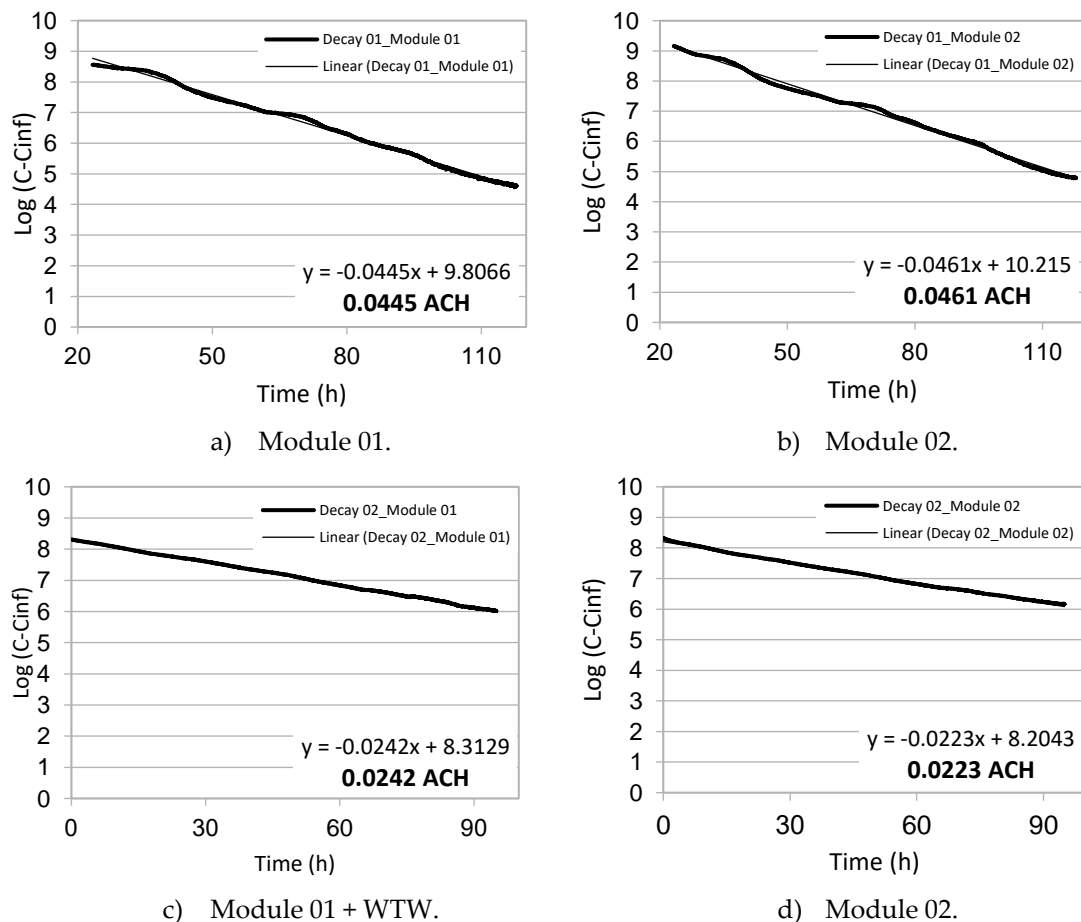 10
9
8
7
6
5
4
3
2
1
0
Log (C-Cinf)
Decay 01_Module 01
Linear (Decay 01_Module 01)
y = -0.0445x + 9.8066
0.0445 ACH
20 50 80 110
Time (h)
a) Module 01.
10
9
8
7
6
5
4
3
2
1
0
Log (C-Cinf)
Decay 01_Module 02
Linear (Decay 01_Module 02)
y = -0.0461x + 10.215
0.0461 ACH
20 50 80 110
Time (h)
b) Module 02.
10
9
8
7
6
5
4
3
2
1
0
Log (C-Cinf)
Decay 02_Module 01
Linear (Decay 02_Module 01)
y = -0.0242x + 8.3129
0.0242 ACH
0 30 60 90
Time (h)
c) Module 01 + WTW.
10
9
8
7
6
5
4
3
2
1
0
Log (C-Cinf)
Decay 02_Module 02
Linear (Decay 02_Module 02)
y = -0.0223x + 8.2043
0.0223 ACH
0 30 60 90
Time (h)
d) Module 02.